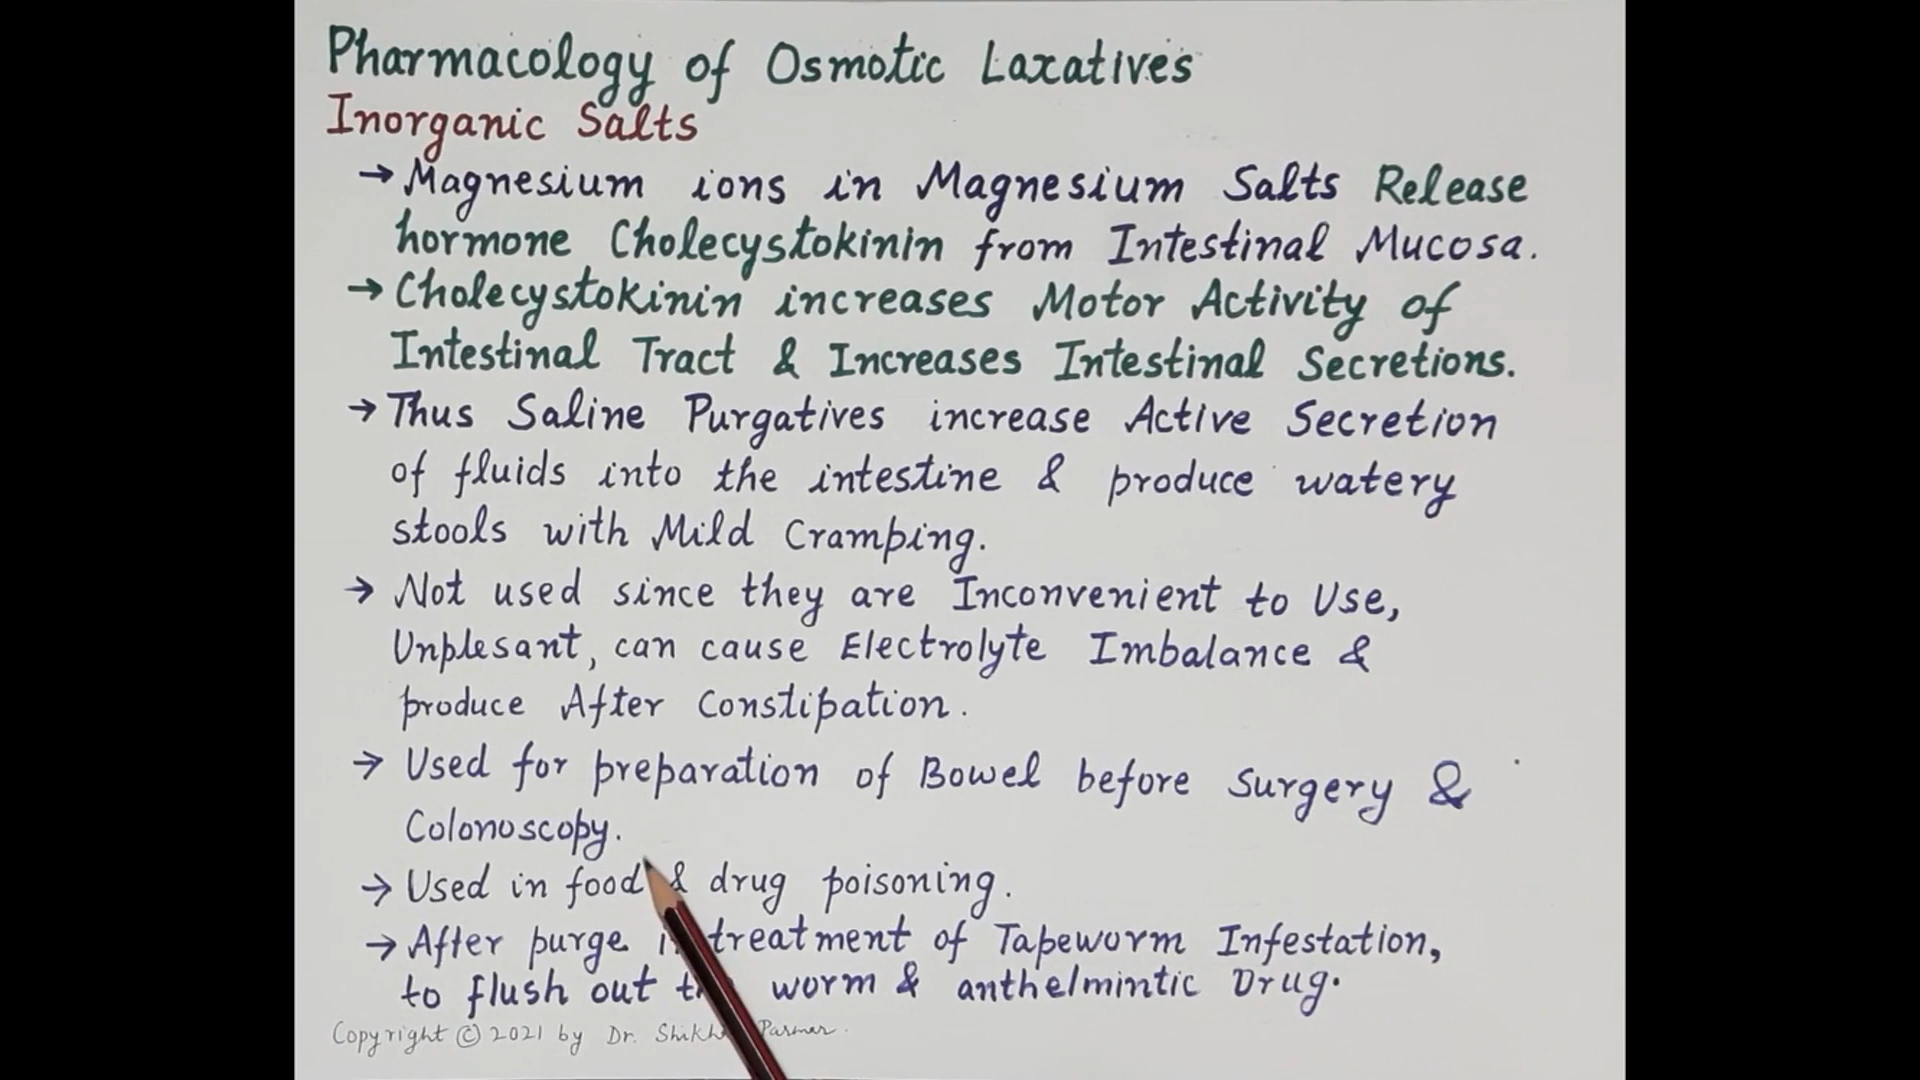 Pharmacology of Osmotic Laxatives
Inorganic Salts
→ Magnesium ions in Magnesium Salts Release
hormone Cholecystokinin from Intestinal Mucosa.
→ Cholecystokinin increases Motor Activity of
Intestinal Tract & Increases Intestinal Secretions.
→ Thus Saline Purgatives increase Active Secretion
of fluids into the intestine & produce watery
stools with Mild Cramping.
→ Not used since they are Inconvenient to Use,
Unplesant, can cause Electrolyte Imbalance &
produce After Constipation.
→ Used for preparation of Bowel before Surgery &
Colonoscopy.
→ Used in food & drug poisoning.
→ After purge treatment of Tapeworm Infestation,
to flush out worm & anthelmintic Drug.
Copyright © 2021 by Dr. Parmar.